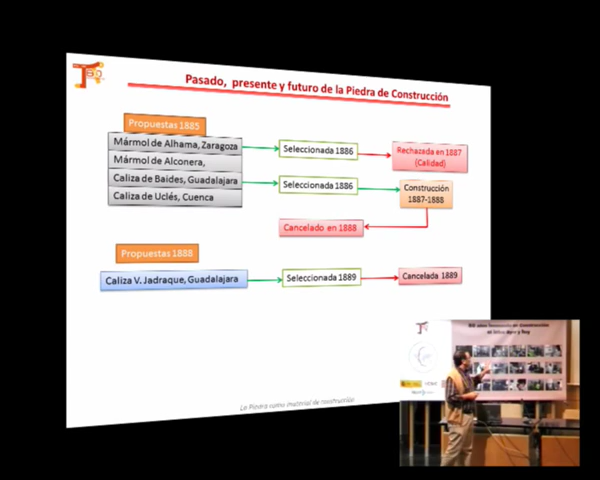 Pasado, presente y futuro de la Piedra de Construcción
Propuestas 1885
Mármol de Alhama, Zaragoza
Seleccionada 1886
Rechazada en 1887
(Calidad)
Mármol de Alconera,
Caliza de Baides, Guadalajara
Seleccionada 1886
Construcción
1887-1888
Caliza de Uclés, Cuenca
Cancelado en 1888
Propuestas 1888
Caliza V. Jadraque, Guadalajara
Seleccionada 1889
Cancelada 1889
La Piedra como material de construcción